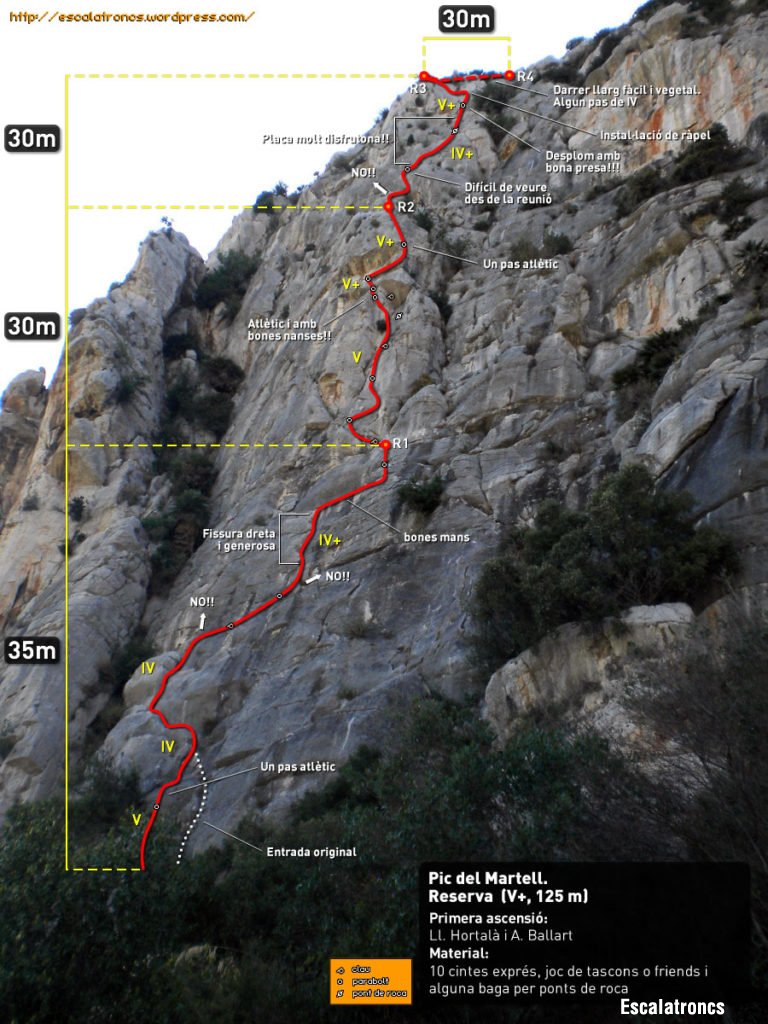 http://escalatroncs.wordpress.com/
30m
R3
R4
Darrer llarg fàcil i vegetal.
Algun pas de IV
V+
30m
Placa molt disfrutona!!
Instal·lació de ràpel
IV+
Desplom amb
bona presa!!!
NO!!
Difícil de veure
des de la reunió
R2
V+
Un pas atlètic
V+
30m
Atlètic i amb
bones nanses!!
V
R1
Fissura dreta
i generosa
IV+
bones mans
NO!!
NO!!
35m
IV
IV
Un pas atlètic
V
Entrada original
Pic del Martell.
Reserva (V+, 125 m)
Primera ascensió:
Ll. Hortalà i A. Ballart
Material:
10 cintes exprés, joc de tascons o friends i
alguna baga per ponts de roca
clau
parabolt
pont de roca
Escalatroncs